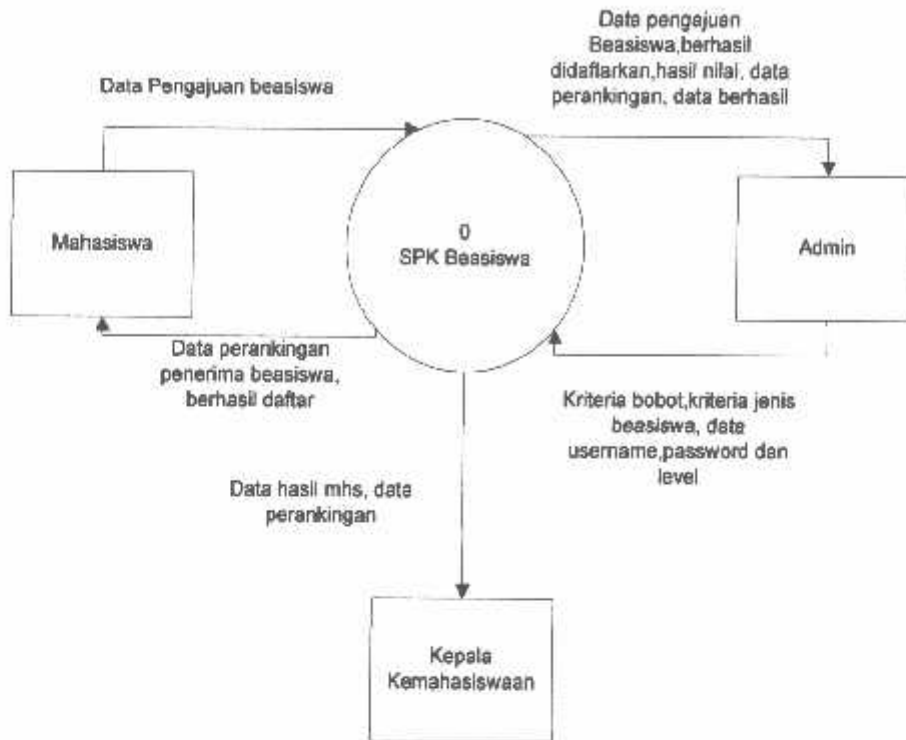 Data pengajuan
Beasiswa,berhasil
didaftarkan,hasil nilai, data
perankingan, data berhasil
Data Pengajuan beasiswa
Mahasiswa
0
SPK Beasiswa
Admin
Data perankingan
penerima beasiswa,
berhasil daftar
Kriteria bobot,kriteria jenis
beasiswa, data
username,password dan
level
Data hasil mhs, data
perankingan
Kepala
Kemahasiswaan